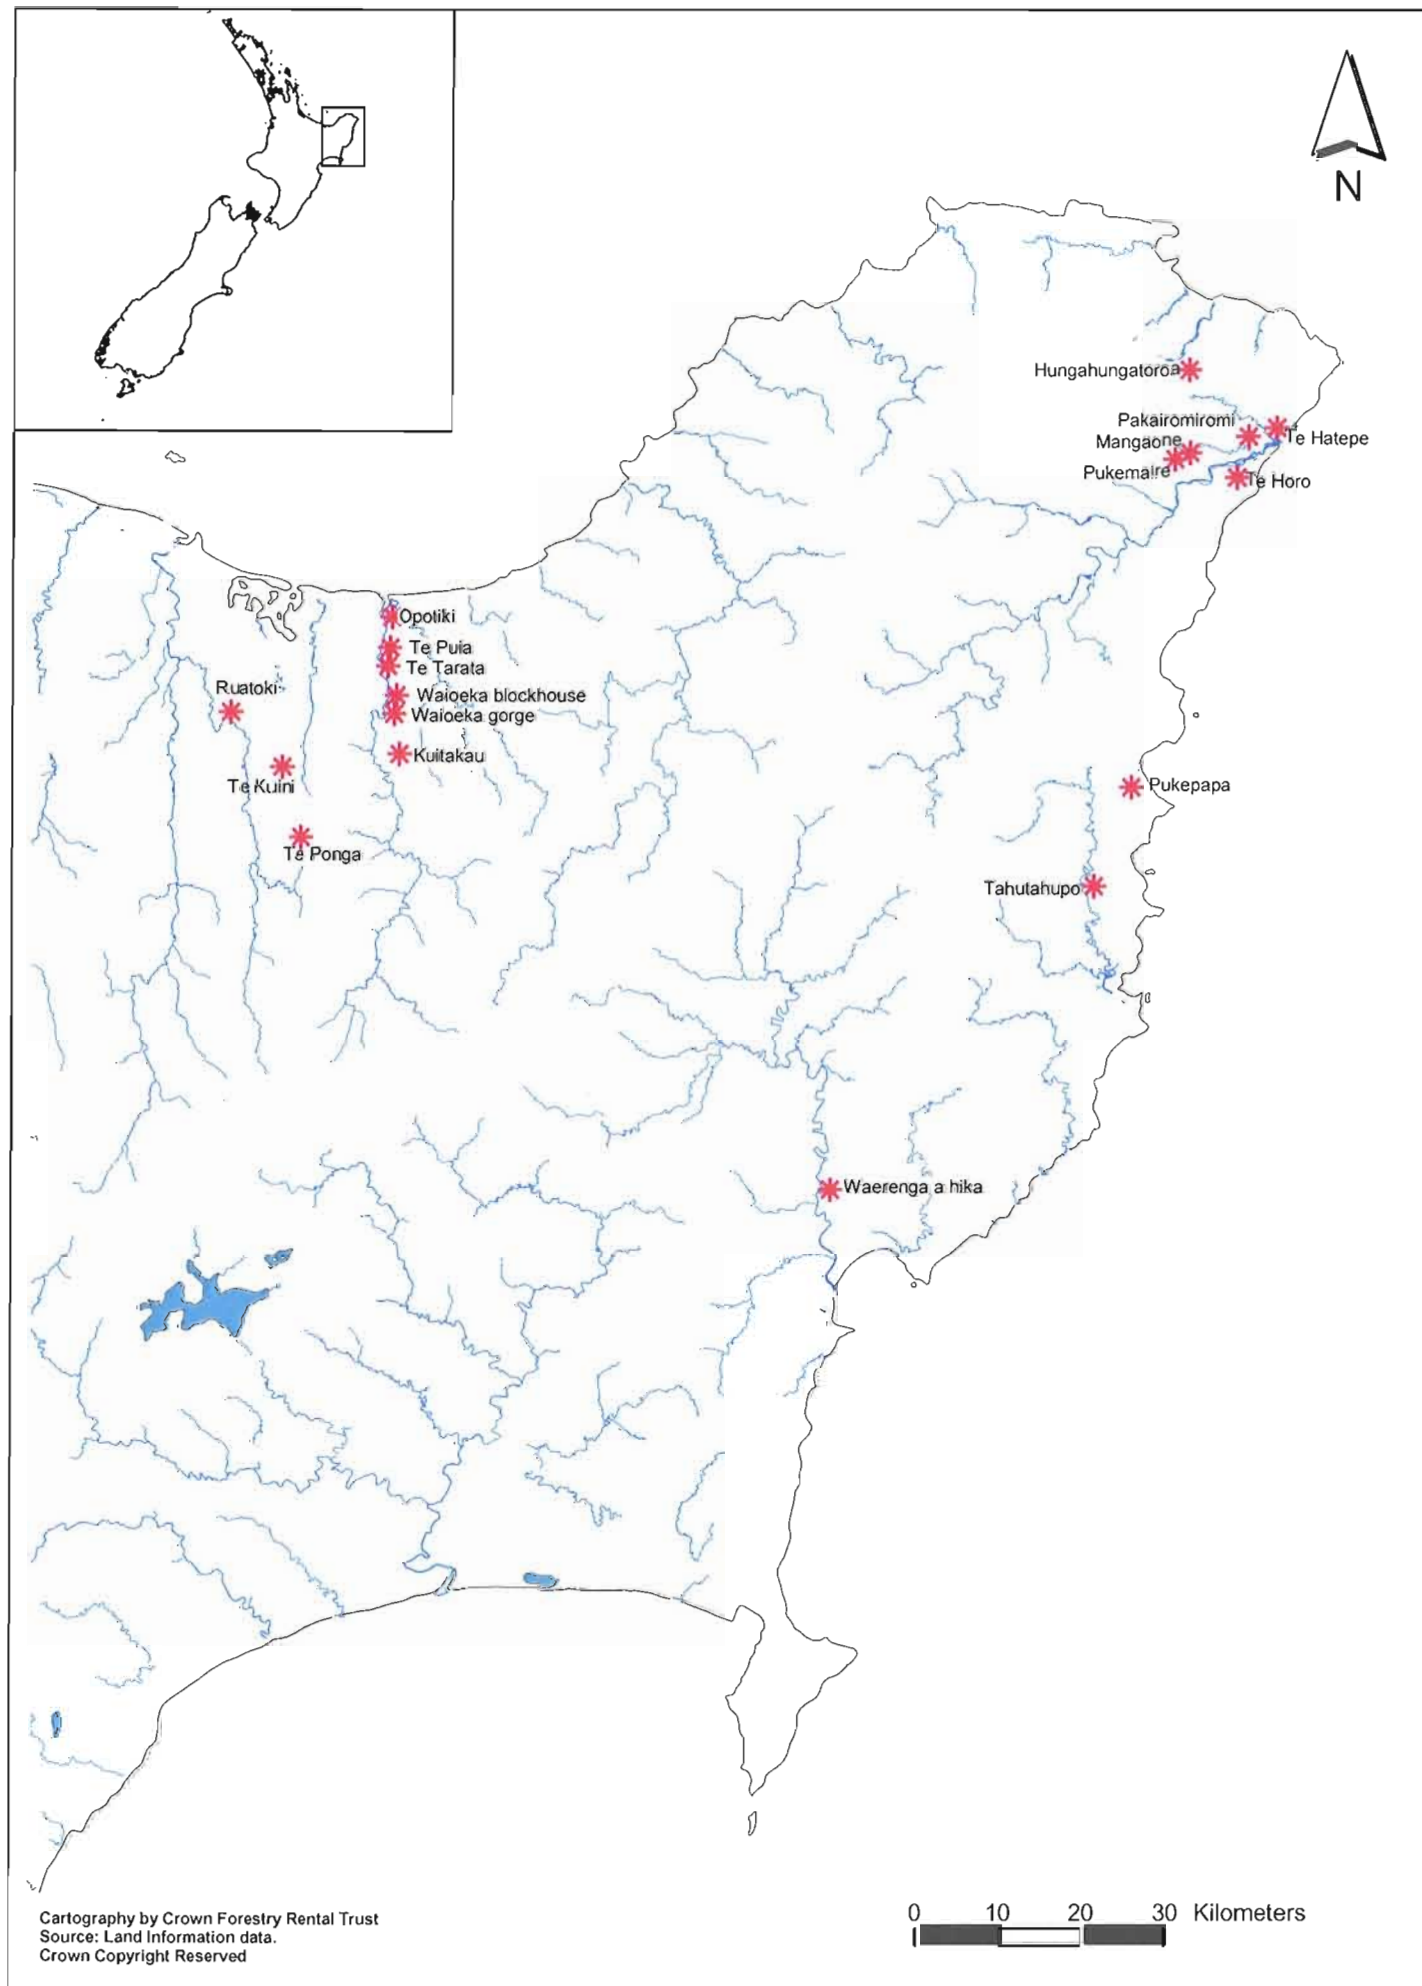 N
Hungahungatoroa
Pakairomiromi
Te Hatepe
Mangaone
Pukemaire
Te Horo
Opotiki
Te Puia
Te Tarata
Ruatoki
Waioeka blockhouse
Waioeka gorge
Kuitakau
Te Kuini
Pukepapa
Te Ponga
Tahutahupo
Waerenga a hika
0 10 20 30 Kilometers
Cartography by Crown Forestry Rental Trust
Source: Land Information data.
Crown Copyright Reserved